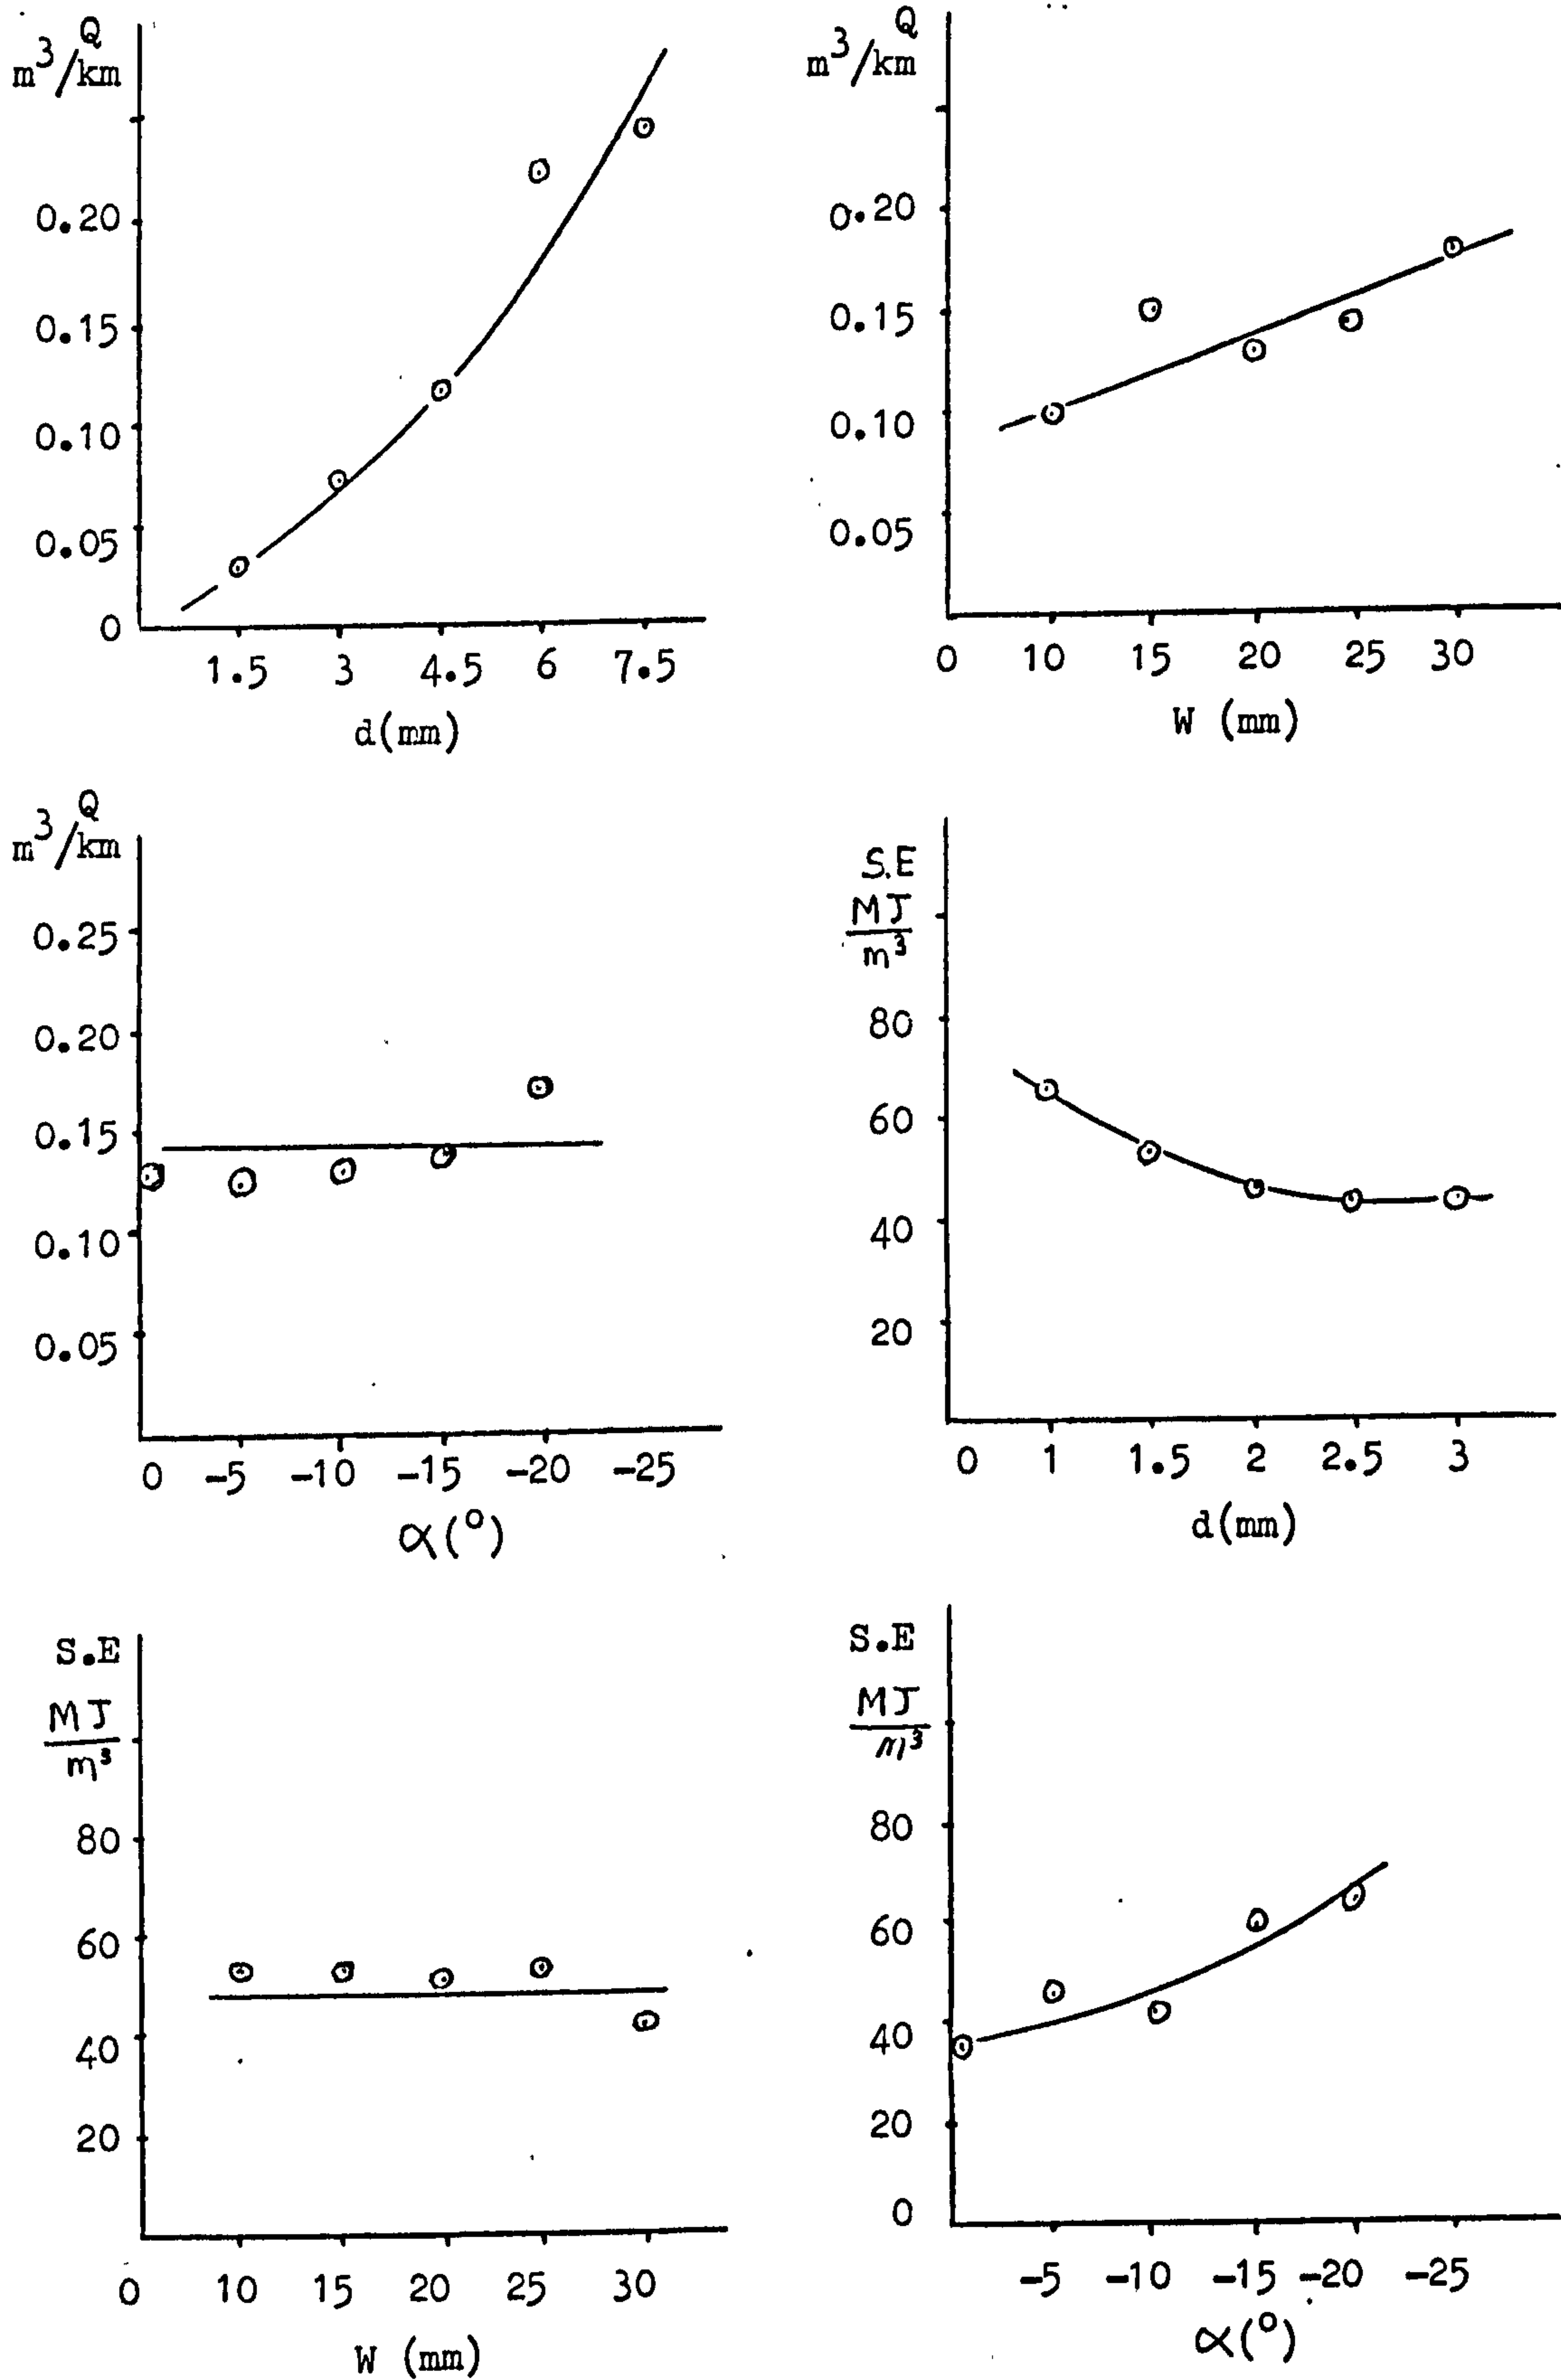 Q
m³/km
0.20
0.15
0.10
0.05
0
1.5 3 4.5 6 7.5
d(mm)
Q
m³/km
0.20
0.15
0.10
0.05
0 10 15 20 25 30
W (mm)
Q
m³/km
0.25
0.20
0.15
0.10
0.05
0 -5 -10 -15 -20 -25
α(°)
S.E
MJ
m³
80
60
40
20
0 1 1.5 2 2.5 3
d(mm)
S.E
MJ
m³
80
60
40
20
0 10 15 20 25 30
W (mm)
S.E
MJ
m³
80
60
40
20
0
-5 -10 -15 -20 -25
α(°)